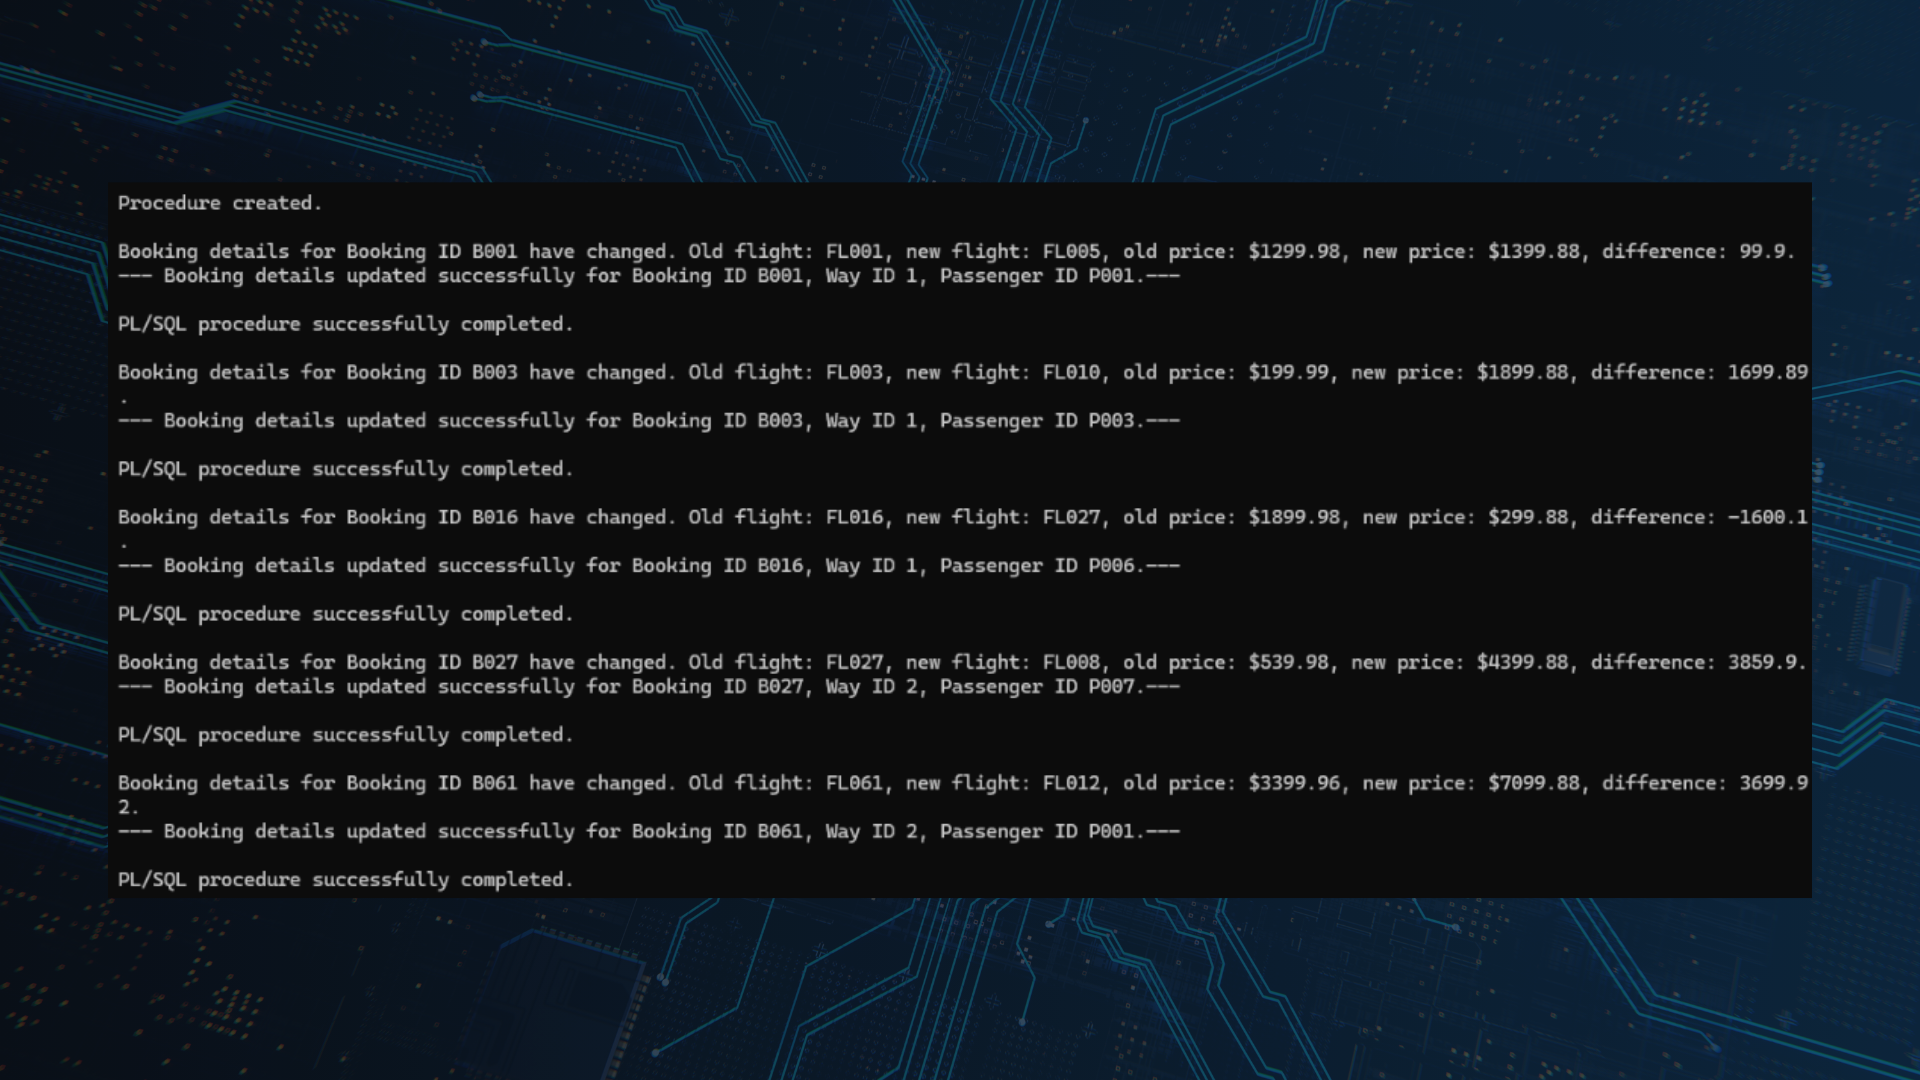 Procedure created.
Booking details for Booking ID B001 have changed. Old flight: FL001, new flight: FL005, old price: $1299.98, new price: $1399.88, difference: 99.9.
--- Booking details updated successfully for Booking ID B001, Way ID 1, Passenger ID P001.---
PL/SQL procedure successfully completed.
Booking details for Booking ID B003 have changed. Old flight: FL003, new flight: FL010, old price: $199.99, new price: $1899.88, difference: 1699.89
.
--- Booking details updated successfully for Booking ID B003, Way ID 1, Passenger ID P003.---
PL/SQL procedure successfully completed.
Booking details for Booking ID B016 have changed. Old flight: FL016, new flight: FL027, old price: $1899.98, new price: $299.88, difference: -1600.1
.
--- Booking details updated successfully for Booking ID B016, Way ID 1, Passenger ID P006.---
PL/SQL procedure successfully completed.
Booking details for Booking ID B027 have changed. Old flight: FL027, new flight: FL008, old price: $539.98, new price: $4399.88, difference: 3859.9.
--- Booking details updated successfully for Booking ID B027, Way ID 2, Passenger ID P007.---
PL/SQL procedure successfully completed.
Booking details for Booking ID B061 have changed. Old flight: FL061, new flight: FL012, old price: $3399.96, new price: $7099.88, difference: 3699.9
2.
--- Booking details updated successfully for Booking ID B061, Way ID 2, Passenger ID P001.---
PL/SQL procedure successfully completed.